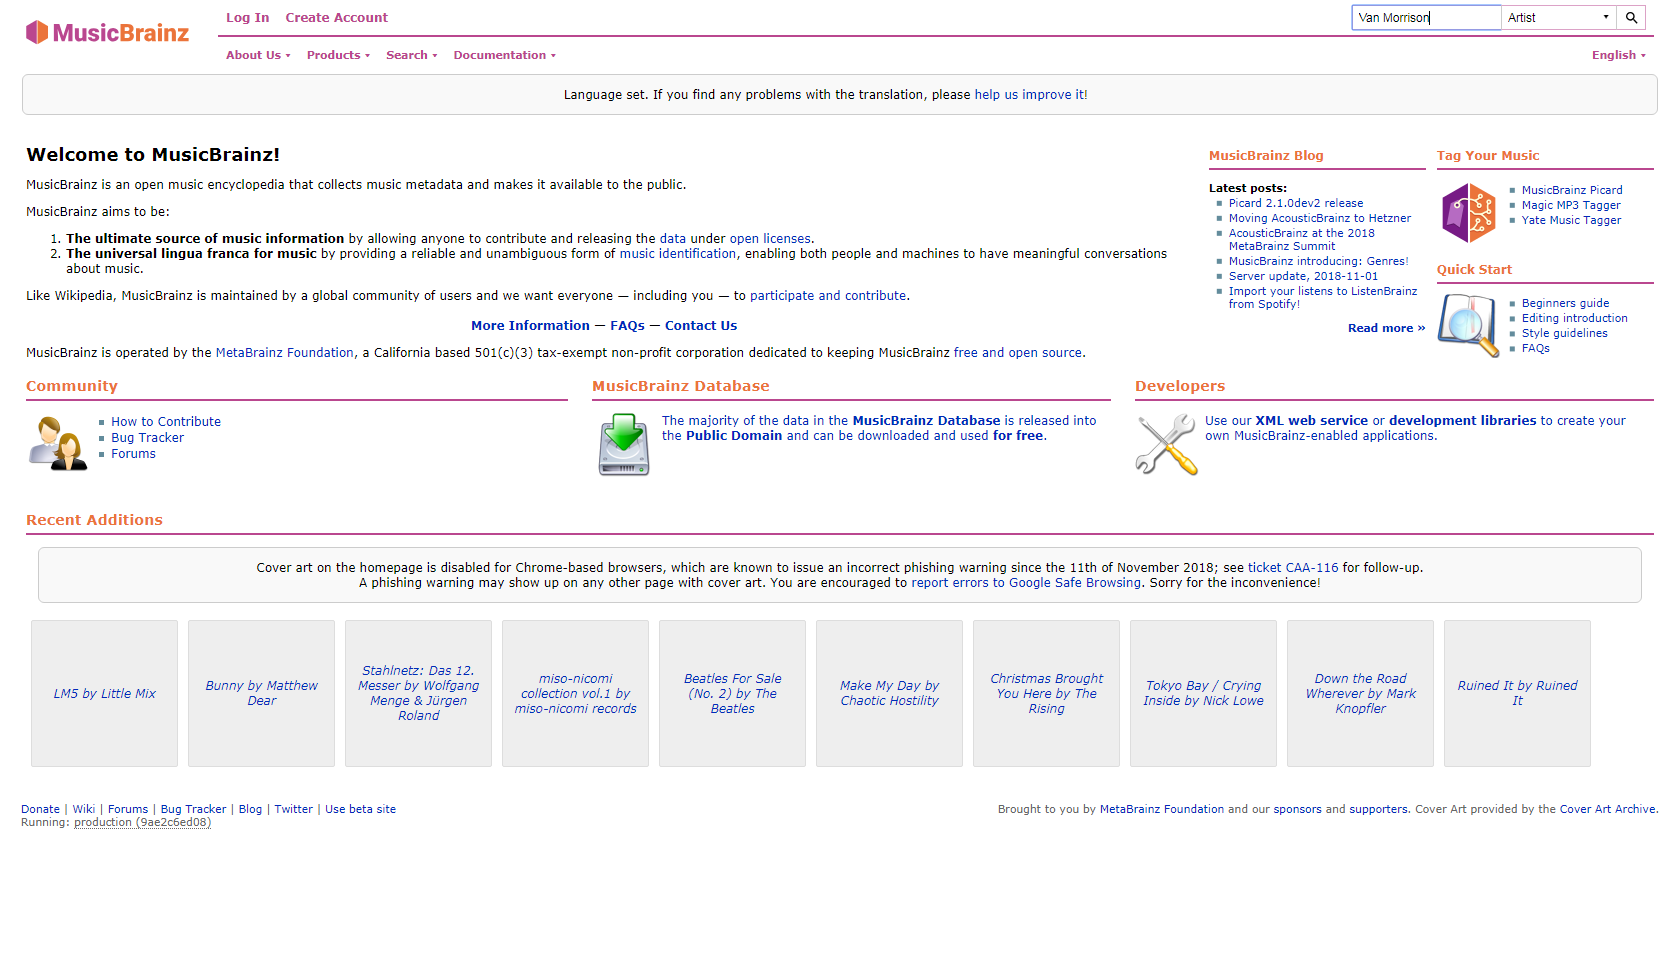 MusicBrainz
Log In Create Account
Van Morrison Artist
About Us Products Search Documentation English
Language set. If you find any problems with the translation, please help us improve it!
Welcome to MusicBrainz!
MusicBrainz is an open music encyclopedia that collects music metadata and makes it available to the public.
MusicBrainz aims to be:
1. The ultimate source of music information by allowing anyone to contribute and releasing the data under open licenses.
2. The universal lingua franca for music by providing a reliable and unambiguous form of music identification, enabling both people and machines to have meaningful conversations
about music.
Like Wikipedia, MusicBrainz is maintained by a global community of users and we want everyone — including you — to participate and contribute.
More Information — FAQs — Contact Us
MusicBrainz is operated by the MetaBrainz Foundation, a California based 501(c)(3) tax-exempt non-profit corporation dedicated to keeping MusicBrainz free and open source.
MusicBrainz Blog
Latest posts:
Picard 2.1.0dev2 release
Moving AcousticBrainz to Hetzner
AcousticBrainz at the 2018
MetaBrainz Summit
MusicBrainz introducing: Genres!
Server update, 2018-11-01
Import your listens to ListenBrainz
from Spotify!
Read more »
Tag Your Music
MusicBrainz Picard
Magic MP3 Tagger
Yate Music Tagger
Quick Start
Beginners guide
Editing introduction
Style guidelines
FAQs
Community
How to Contribute
Bug Tracker
Forums
MusicBrainz Database
The majority of the data in the MusicBrainz Database is released into
the Public Domain and can be downloaded and used for free.
Developers
Use our XML web service or development libraries to create your
own MusicBrainz-enabled applications.
Recent Additions
Cover art on the homepage is disabled for Chrome-based browsers, which are known to issue an incorrect phishing warning since the 11th of November 2018; see ticket CAA-116 for follow-up.
A phishing warning may show up on any other page with cover art. You are encouraged to report errors to Google Safe Browsing. Sorry for the inconvenience!
LM5 by Little Mix
Bunny by Matthew
Dear
Stahlnetz: Das 12.
Messer by Wolfgang
Menge & Jürgen
Roland
miso-nicomi
collection vol.1 by
miso-nicomi records
Beatles For Sale
(No. 2) by The
Beatles
Make My Day by
Chaotic Hostility
Christmas Brought
You Here by The
Rising
Tokyo Bay / Crying
Inside by Nick Lowe
Down the Road
Wherever by Mark
Knopfler
Ruined It by Ruined
It
Donate | Wiki | Forums | Bug Tracker | Blog | Twitter | Use beta site
Running: production (9ae2c6ed08)
Brought to you by MetaBrainz Foundation and our sponsors and supporters. Cover Art provided by the Cover Art Archive.